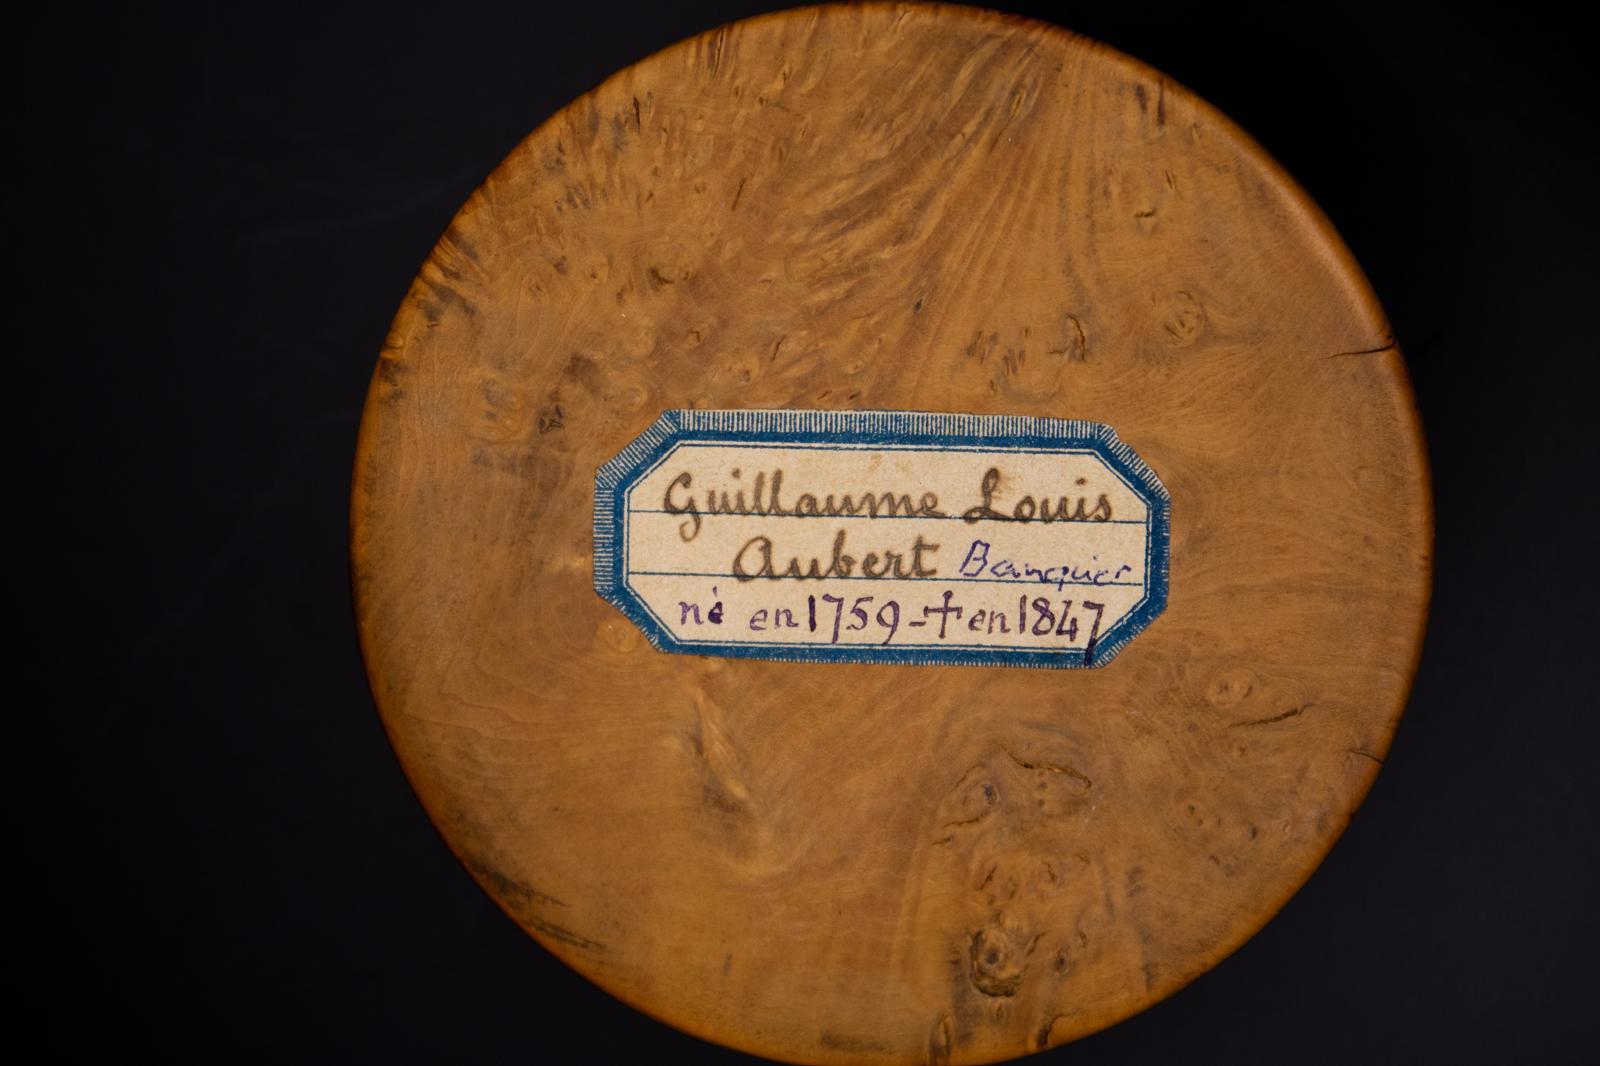 Guillaume Louis
Aubert Banquier
né en 1759 - † en 1847